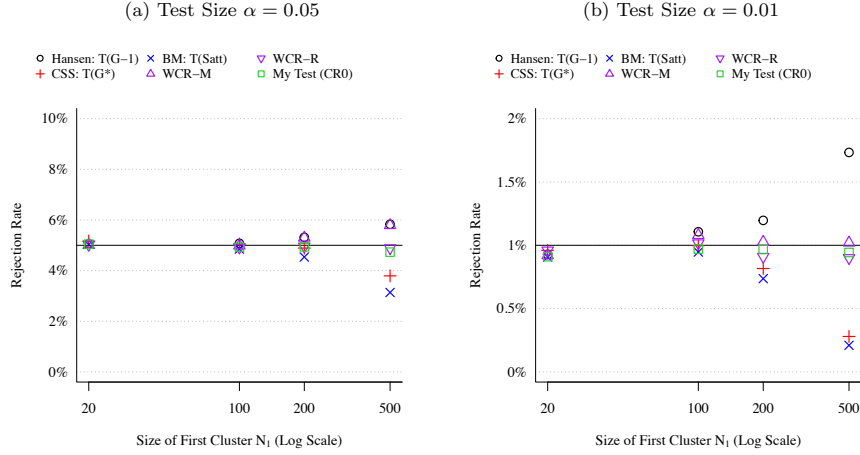 (a) Test Size α = 0.05
Hansen: T(G−1)
BM: T(Satt)
WCR−R
CSS: T(G*)
WCR−M
My Test (CR0)
10%
8%
6%
4%
2%
0%
Rejection Rate
20
100
200
500
Size of First Cluster N₁ (Log Scale)
(b) Test Size α = 0.01
Hansen: T(G−1)
BM: T(Satt)
WCR−R
CSS: T(G*)
WCR−M
My Test (CR0)
2%
1.5%
1%
0.5%
0%
Rejection Rate
20
100
200
500
Size of First Cluster N₁ (Log Scale)